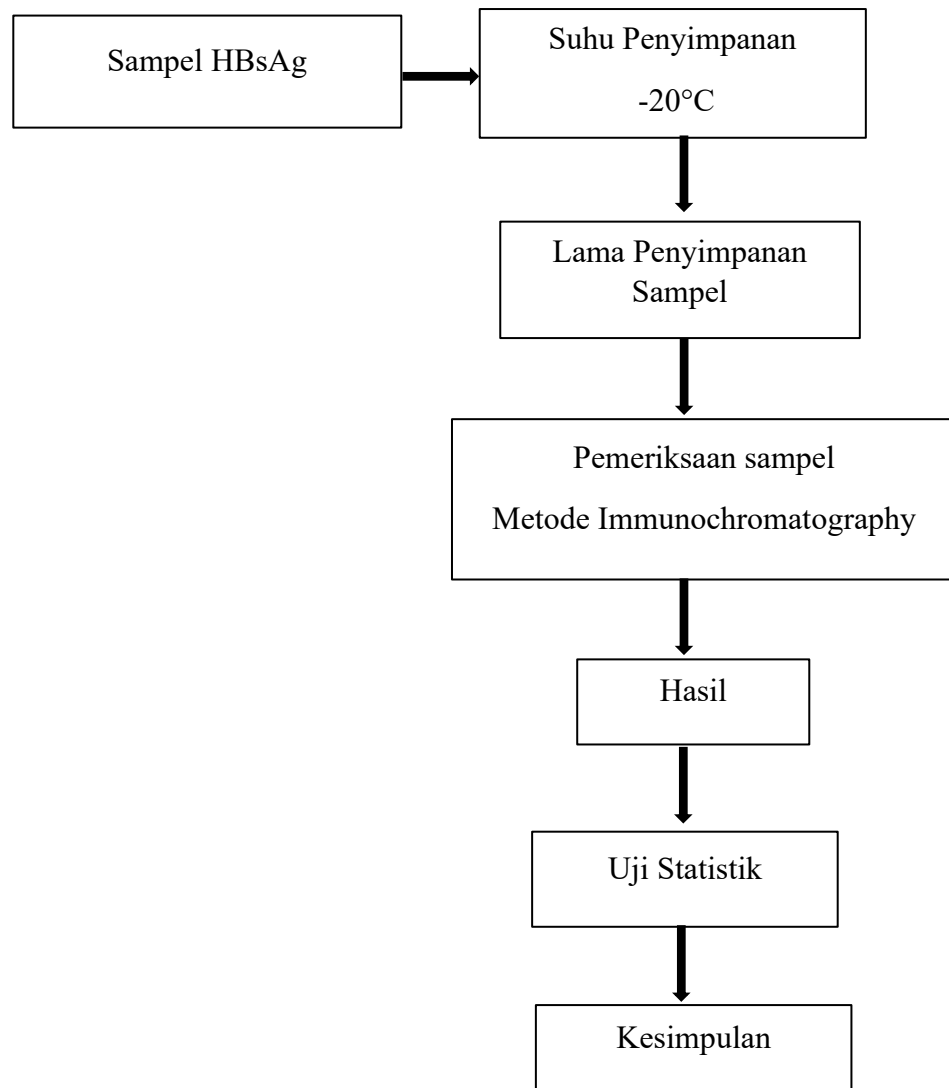 Sampel HBsAg
Suhu Penyimpanan
-20°C
Lama Penyimpanan
Sampel
Pemeriksaan sampel
Metode Immunochromatography
Hasil
Uji Statistik
Kesimpulan